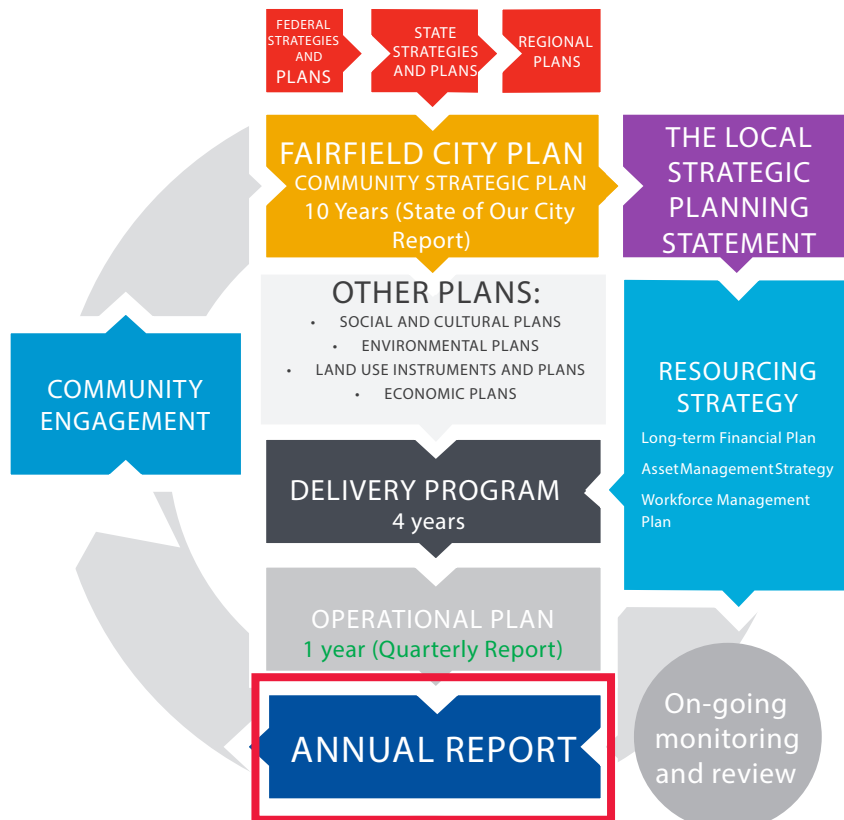 FEDERAL
STRATEGIES
AND
PLANS
STATE
STRATEGIES
AND PLANS
REGIONAL
PLANS
FAIRFIELD CITY PLAN
COMMUNITY STRATEGIC PLAN
10 Years (State of Our City
Report)
THE LOCAL
STRATEGIC
PLANNING
STATEMENT
OTHER PLANS:
• SOCIAL AND CULTURAL PLANS
• ENVIRONMENTAL PLANS
• LAND USE INSTRUMENTS AND PLANS
• ECONOMIC PLANS
COMMUNITY
ENGAGEMENT
RESOURCING
STRATEGY
Long-term Financial Plan
Asset Management Strategy
Workforce Management
Plan
DELIVERY PROGRAM
4 years
OPERATIONAL PLAN
1 year (Quarterly Report)
ANNUAL REPORT
On-going
monitoring
and review